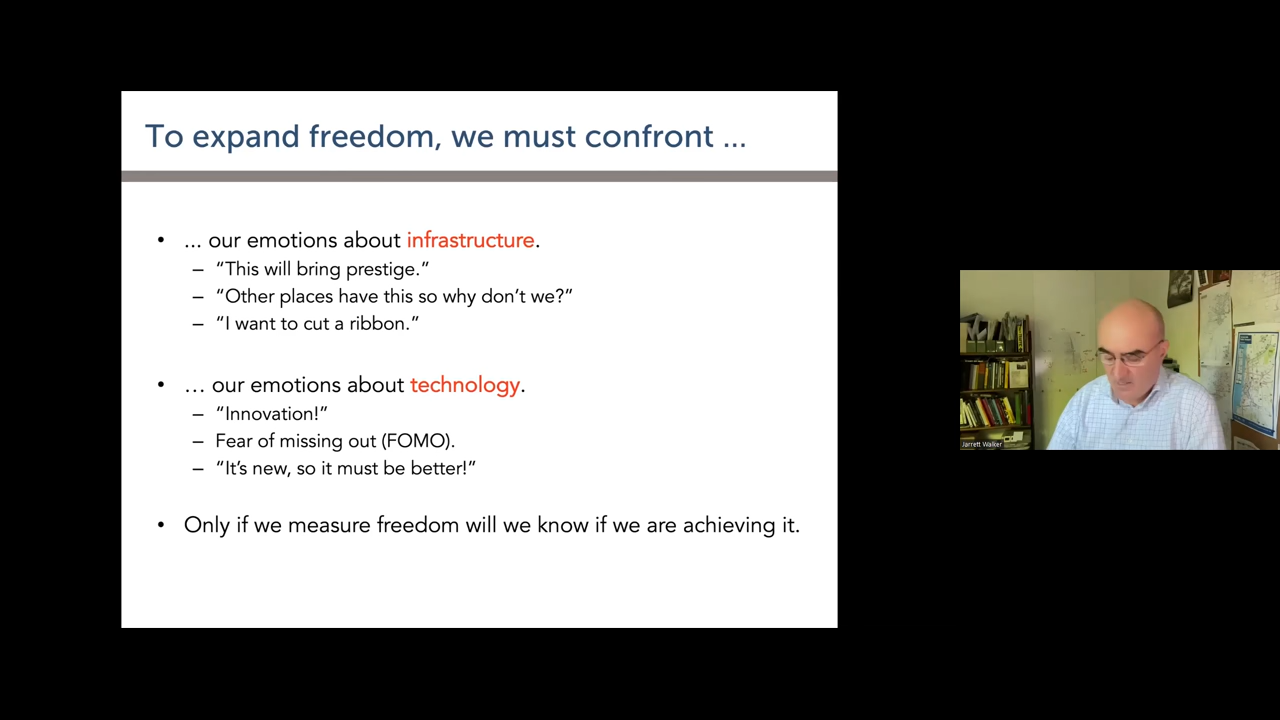 To expand freedom, we must confront ...
• ... our emotions about infrastructure.
– “This will bring prestige.”
– “Other places have this so why don’t we?”
– “I want to cut a ribbon.”
• … our emotions about technology.
– “Innovation!”
– Fear of missing out (FOMO).
– “It’s new, so it must be better!”
• Only if we measure freedom will we know if we are achieving it.
Jarrett Walker